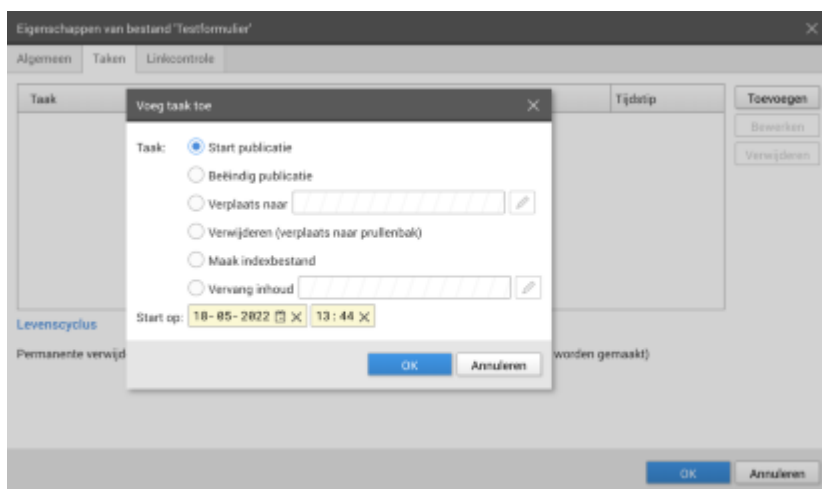 Eigenschappen van bestand 'Testformulier'
Algemeen Taken Linkcontrole
Taak Tijdstip Toevoegen
Bewerken
Verwijderen
Voeg taak toe
Taak: Start publicatie
Beëindig publicatie
Verplaats naar
Verwijderen (verplaats naar prullenbak)
Maak indexbestand
Vervang inhoud
Start op: 18-05-2022 13:44
OK Annuleren
Levenscyclus
Permanente verwijd worden gemaakt)
OK Annuleren